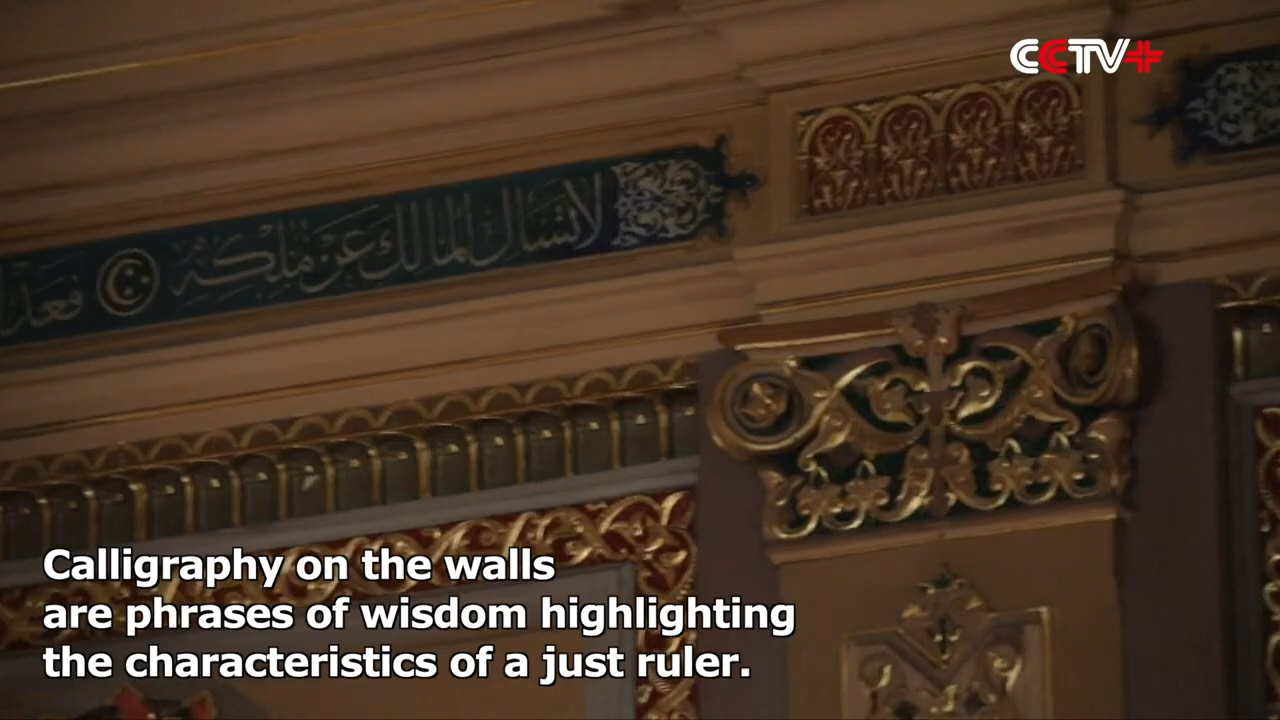 CCTV+
لا تسأل المالك عن ملكه
Calligraphy on the walls
are phrases of wisdom highlighting
the characteristics of a just ruler.